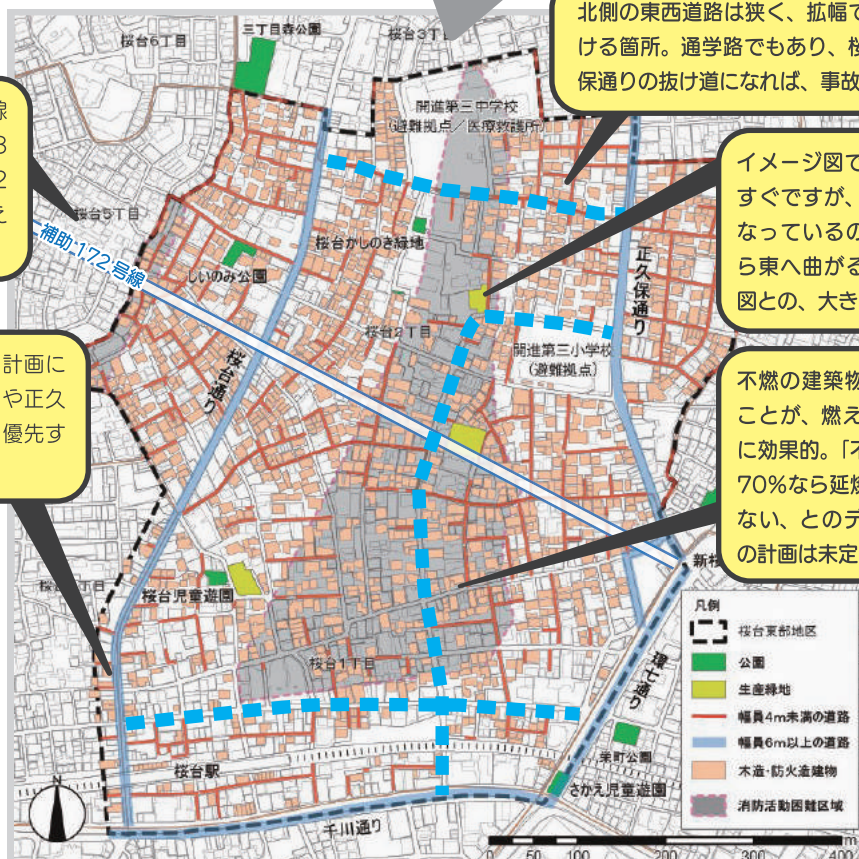 北側の東西道路は狭く、拡幅で
ける箇所。通学路でもあり、桜
保通りの抜け道になれば、事故
線
3
2
え
イメージ図で
すぐですが、
なっているの
ら東へ曲がる
図との、大き
計画に
や正久
優先す
不燃の建築物
ことが、燃え
に効果的。「不
70%なら延焼
ない、とのデ
の計画は未定
桜台6丁目
三丁目森公園
桜台3丁目
開進第三中学校
(避難拠点/医療救護所)
桜台5丁目
補助172号線
しいのみ公園
桜台かしのき緑地
正久保通り
桜台2丁目
開進第三小学校
(避難拠点)
桜台通り
桜台児童遊園
桜台1丁目
新桜
環七通り
栄町公園
さかえ児童遊園
桜台駅
千川通り
N
凡例
桜台東部地区
公園
生産緑地
幅員4m未満の道路
幅員6m以上の道路
木造・防火造建物
消防活動困難区域
0 50 100 200 300 400
m